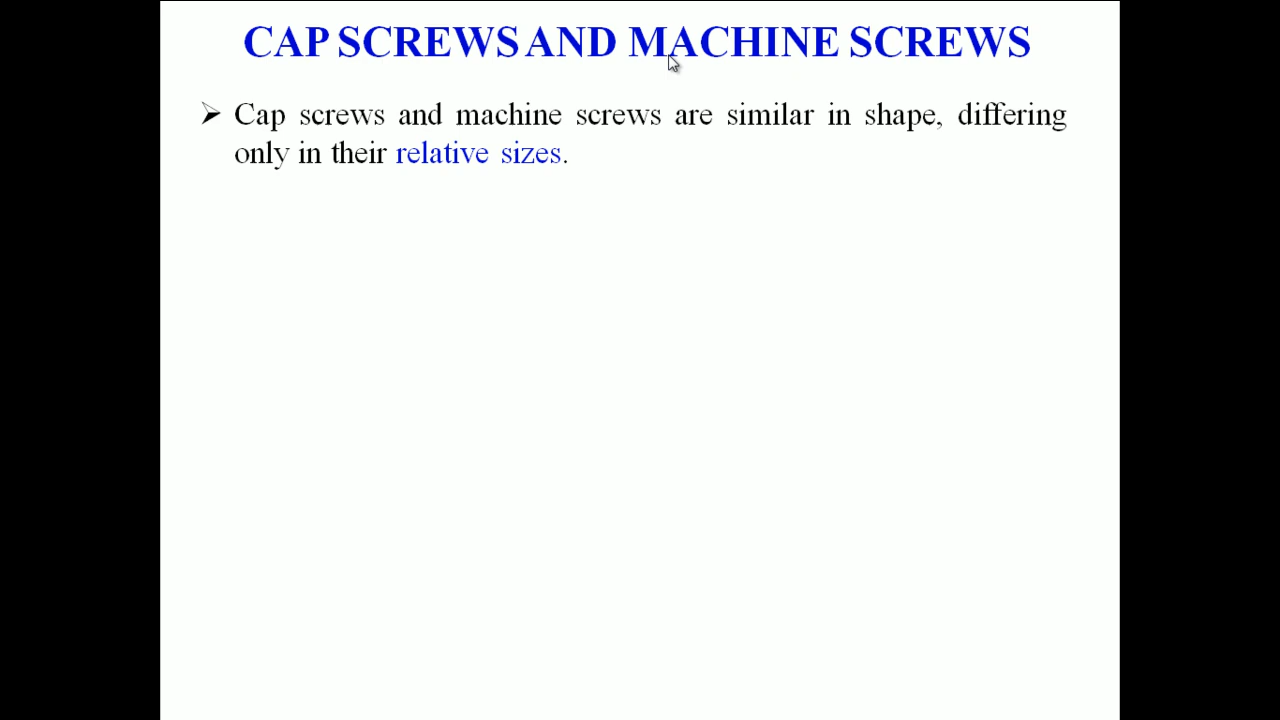 CAP SCREWS AND MACHINE SCREWS
Cap screws and machine screws are similar in shape, differing
only in their relative sizes.